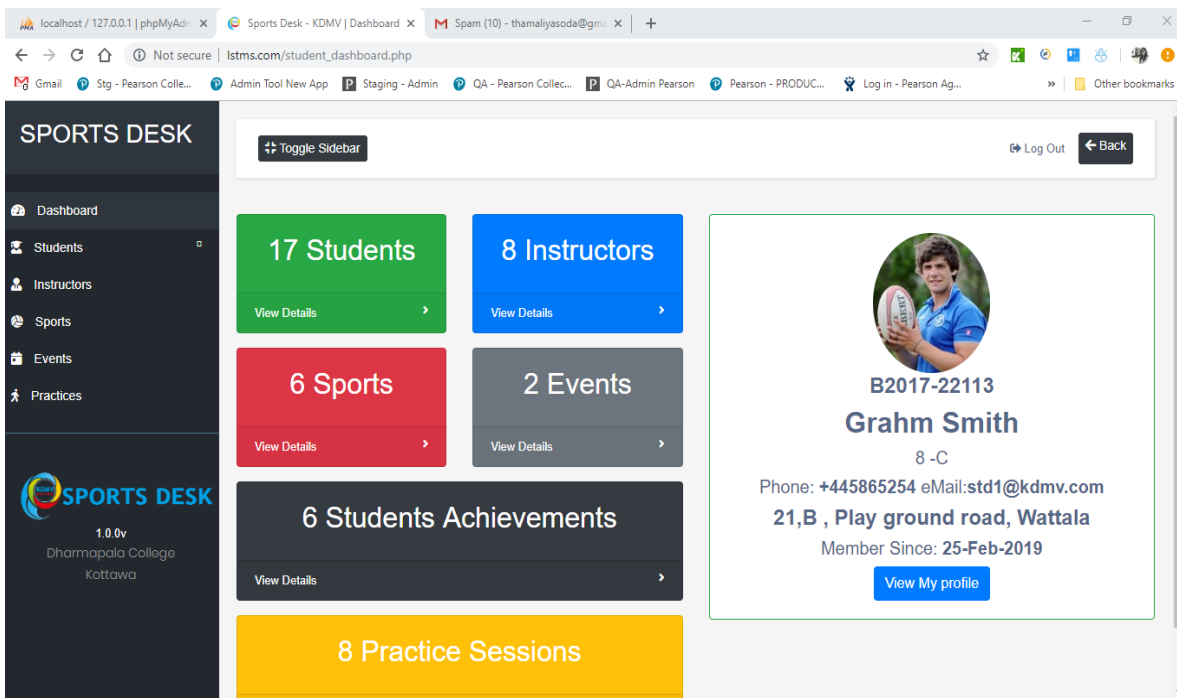 localhost / 127.0.0.1 | phpMyAdm
Sports Desk - KDMV | Dashboard
Spam (10) - thamaliyasoda@gma
Not secure | lstms.com/student_dashboard.php
Gmail
Stg - Pearson Colle...
Admin Tool New App
Staging - Admin
QA - Pearson Collec...
QA-Admin Pearson
Pearson - PRODUC...
Log in - Pearson Ag...
»
Other bookmarks
SPORTS DESK
Toggle Sidebar
Log Out
Back
Dashboard
Students
Instructors
Sports
Events
Practices
KDMV
SPORTS DESK
1.0.0v
Dharmapala College
Kottawa
17 Students
View Details
8 Instructors
View Details
6 Sports
View Details
2 Events
View Details
6 Students Achievements
View Details
8 Practice Sessions
B2017-22113
Grahm Smith
8 -C
Phone: +445865254 eMail:std1@kdmv.com
21,B , Play ground road, Wattala
Member Since: 25-Feb-2019
View My profile